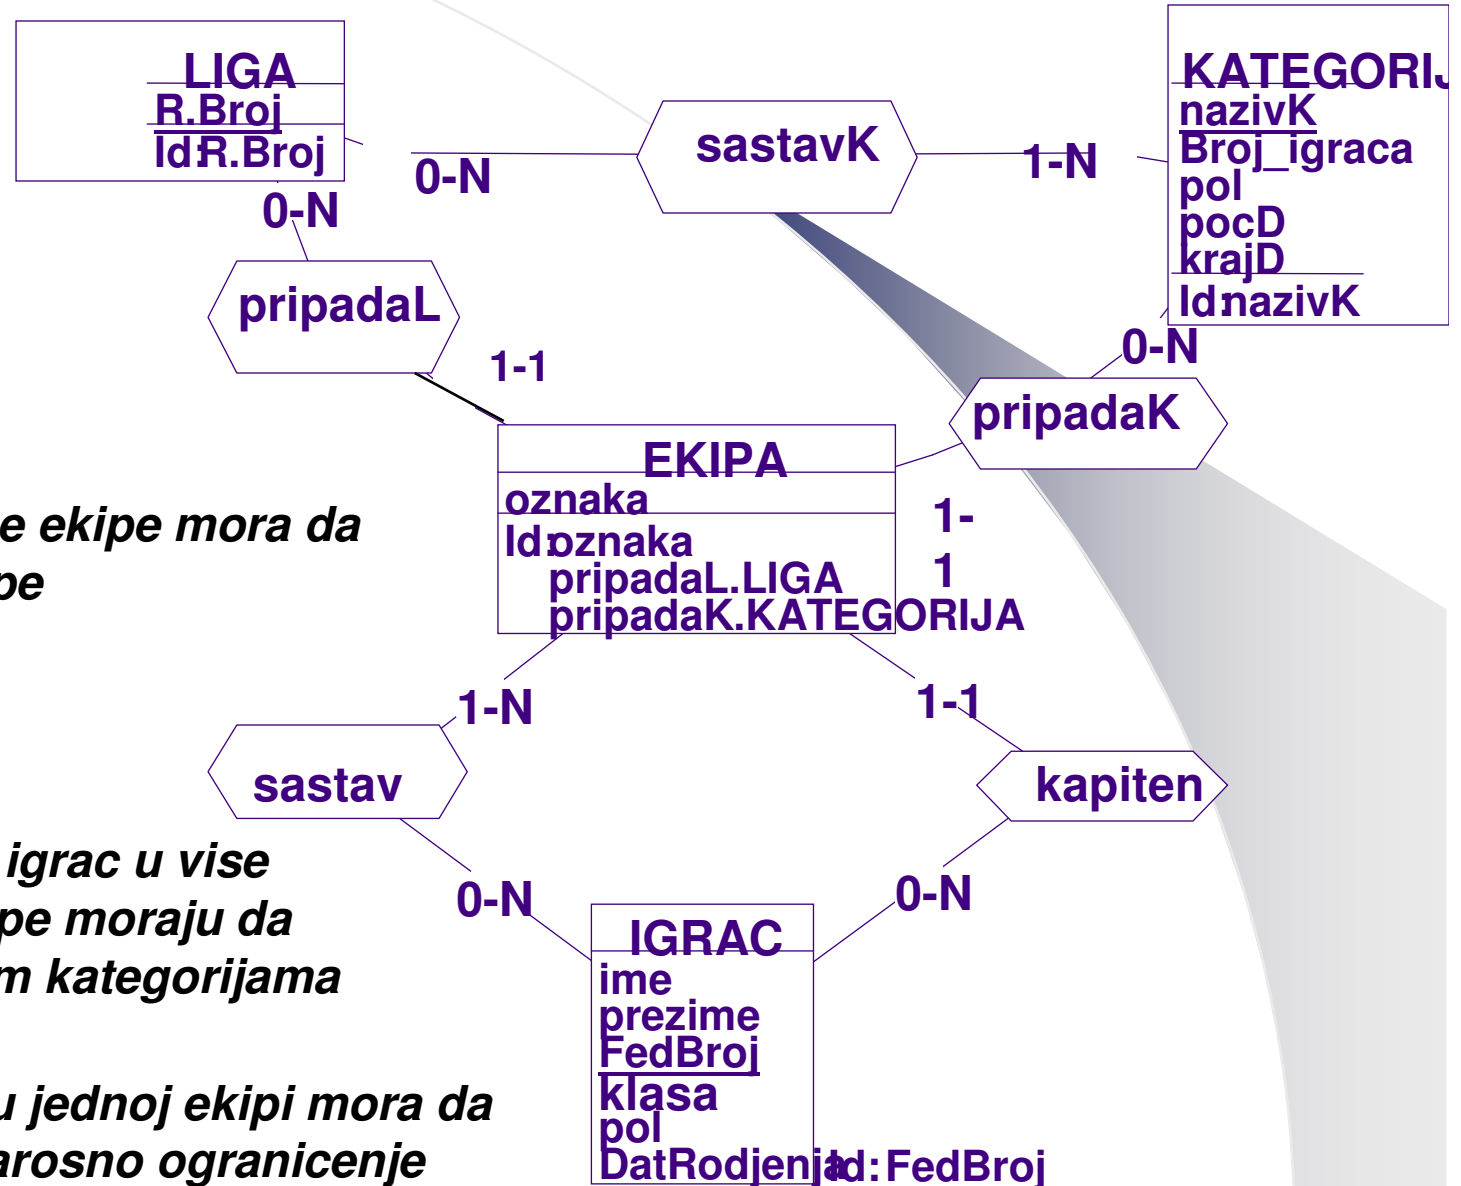 LIGA
R.Broj
Id:R.Broj
0-N
0-N
sastavK
1-N
KATEGORIJ
nazivK
Broj_igraca
pol
pocD
krajD
Id:nazivK
pripadaL
1-1
0-N
pripadaK
EKIPA
oznaka
Id:oznaka
pripadaL.LIGA
pripadaK.KATEGORIJA
1-
1
e ekipe mora da
pe
1-N
1-1
sastav
kapiten
igrac u vise
pe moraju da
m kategorijama
0-N
0-N
IGRAC
ime
prezime
FedBroj
klasa
pol
DatRodjenja
Id:FedBroj
u jednoj ekipi mora da
arosno ogranicenje